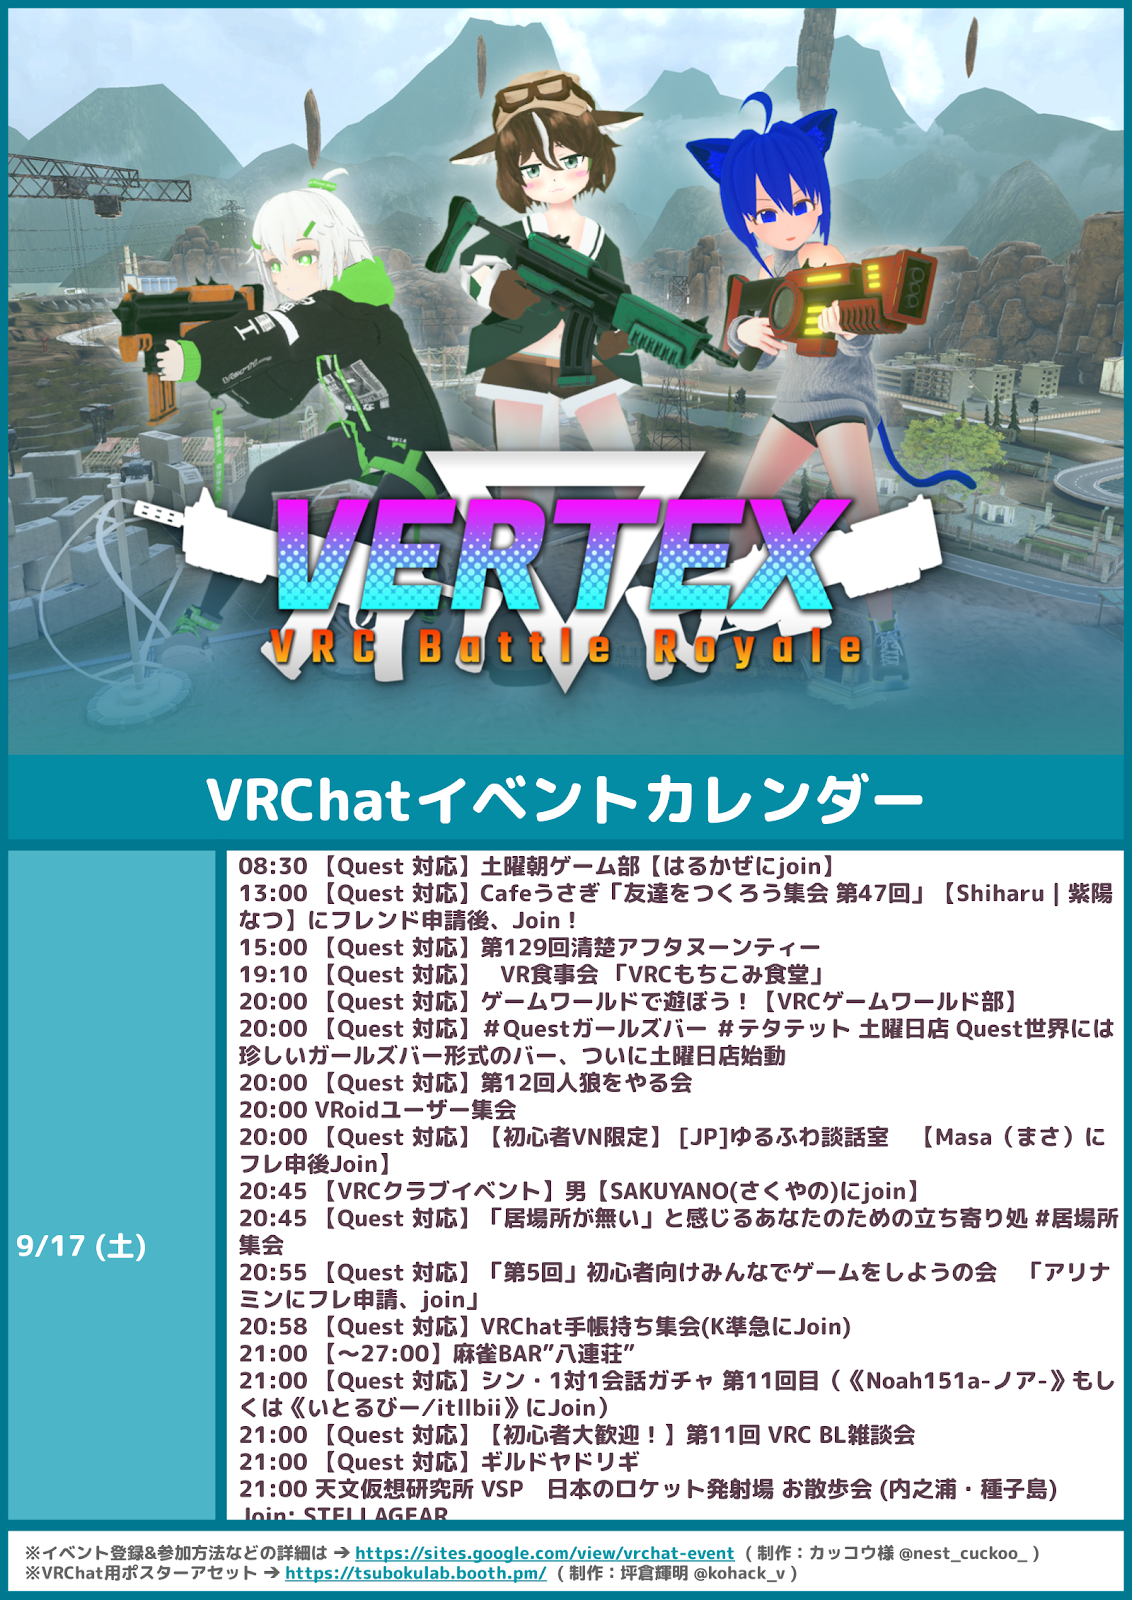 VERTEX
VRC Battle Royale
VRChatイベントカレンダー
9/17 (土)
08:30 【Quest 対応】土曜朝ゲーム部【はるかぜにjoin】
13:00 【Quest 対応】Cafeうさぎ「友達をつくろう集会 第47回」【Shiharu | 紫陽
なつ】にフレンド申請後、Join！
15:00 【Quest 対応】第129回清楚アフタヌーンティー
19:10 【Quest 対応】　VR食事会 「VRCもちこみ食堂」
20:00 【Quest 対応】ゲームワールドで遊ぼう！【VRCゲームワールド部】
20:00 【Quest 対応】＃Questガールズバー ＃テタテット 土曜日店 Quest世界には
珍しいガールズバー形式のバー、ついに土曜日店始動
20:00 【Quest 対応】第12回人狼をやる会
20:00 VRoidユーザー集会
20:00 【Quest 対応】【初心者VN限定】 [JP]ゆるふわ談話室　【Masa（まさ）に
フレ申後Join】
20:45 【VRCクラブイベント】男【SAKUYANO(さくやの)にjoin】
20:45 【Quest 対応】「居場所が無い」と感じるあなたのための立ち寄り処 #居場所
集会
20:55 【Quest 対応】「第5回」初心者向けみんなでゲームをしようの会　「アリナ
ミンにフレ申請、join」
20:58 【Quest 対応】VRChat手帳持ち集会(K準急にJoin)
21:00 【～27:00】麻雀BAR”八連荘”
21:00 【Quest 対応】シン・1対1会話ガチャ 第11回目（《Noah151a-ノア-》もし
くは《いとるびー/itllbii》にJoin）
21:00 【Quest 対応】【初心者大歓迎！】第11回 VRC BL雑談会
21:00 【Quest 対応】ギルドヤドリギ
21:00 天文仮想研究所 VSP　日本のロケット発射場 お散歩会 (内之浦・種子島)
Join: STELLAGEAR
※イベント登録&参加方法などの詳細は → https://sites.google.com/view/vrchat-event （ 制作：カッコウ様 @nest_cuckoo_ ）
※VRChat用ポスターアセット → https://tsubokulab.booth.pm/ （ 制作：坪倉輝明 @kohack_v ）